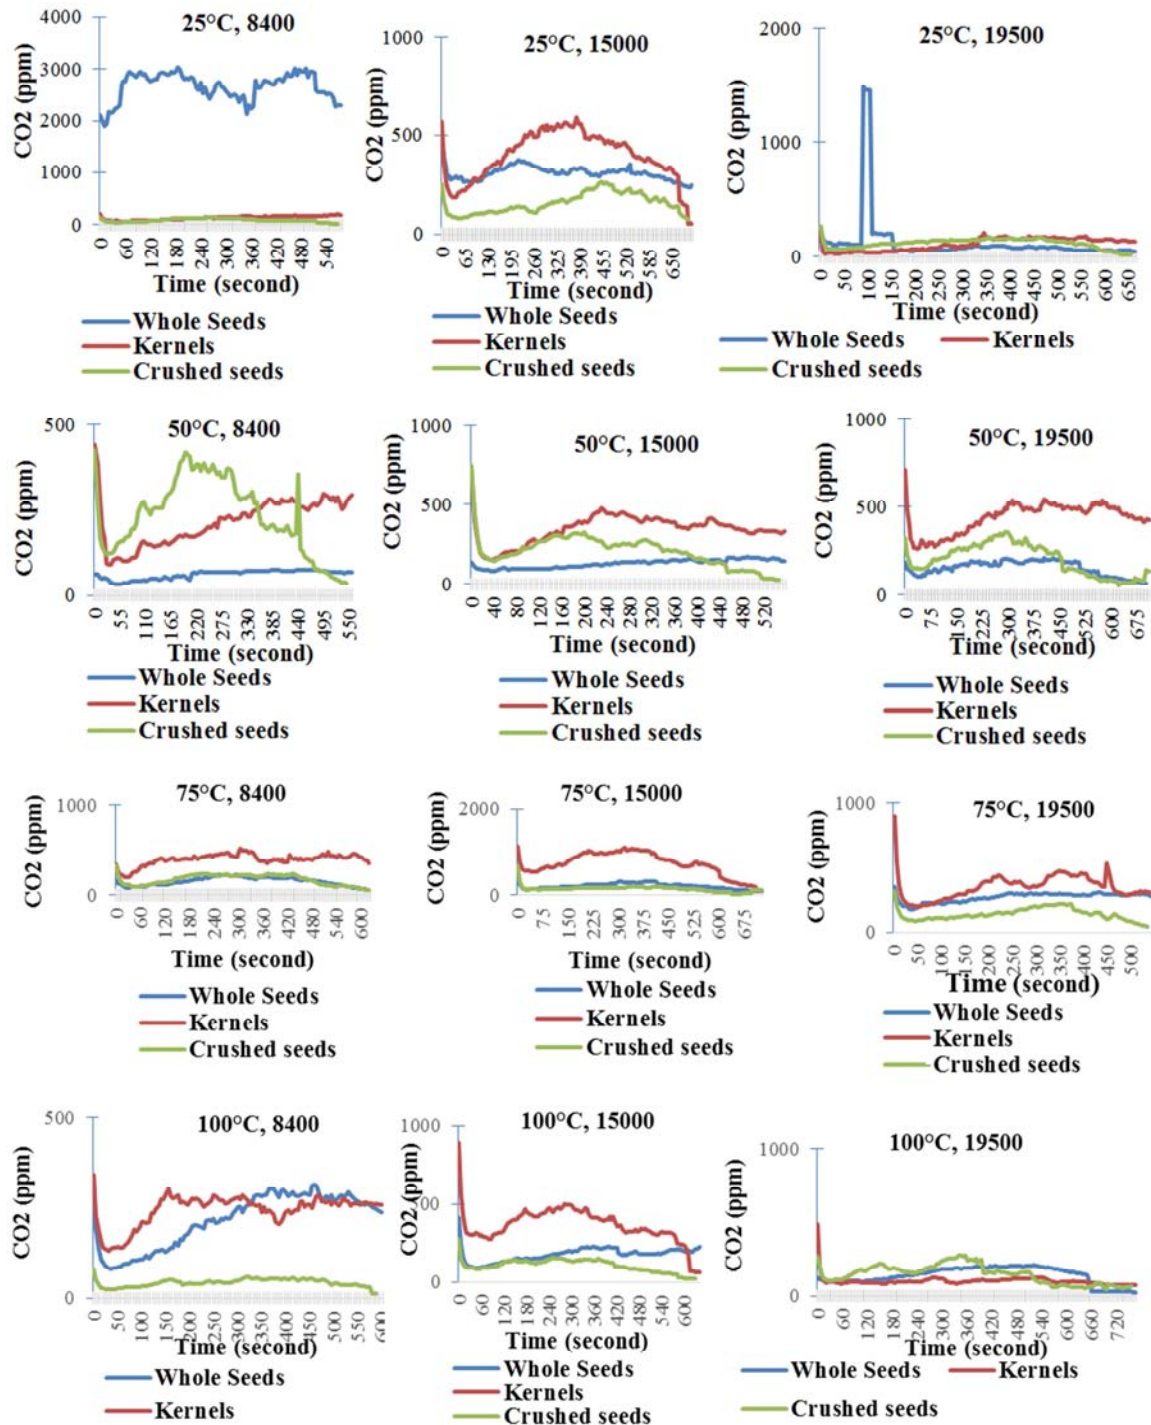 25°C, 8400
CO2 (ppm)
4000
3000
2000
1000
0
0 60 120 180 240 300 360 420 480 540
Time (second)
Whole Seeds
Kernels
Crushed seeds
25°C, 15000
CO2 (ppm)
1000
500
0
0 65 130 195 260 325 390 455 520 585 650
Time (second)
Whole Seeds
Kernels
Crushed seeds
25°C, 19500
CO2 (ppm)
2000
1000
0
0 50 100 150 200 250 300 350 400 450 500 550 600 650
Time (second)
Whole Seeds Kernels
Crushed seeds
50°C, 8400
CO2 (ppm)
500
0
0 55 110 165 220 275 330 385 440 495 550
Time (second)
Whole Seeds
Kernels
Crushed seeds
50°C, 15000
CO2 (ppm)
1000
500
0
0 40 80 120 160 200 240 280 320 360 400 440 480 520
Time (second)
Whole Seeds
Kernels
Crushed seeds
50°C, 19500
CO2 (ppm)
1000
500
0
0 75 150 225 300 375 450 525 600 675
Time (second)
Whole Seeds
Kernels
Crushed seeds
75°C, 8400
CO2 (ppm)
1000
0
0 60 120 180 240 300 360 420 480 540 600
Time (second)
Whole Seeds
Kernels
Crushed seeds
75°C, 15000
CO2 (ppm)
2000
1000
0
0 75 150 225 300 375 450 525 600 675
Time (second)
Whole Seeds
Kernels
Crushed seeds
75°C, 19500
CO2 (ppm)
1000
0
0 50 100 150 200 250 300 350 400 450 500
Time (second)
Whole Seeds
Kernels
Crushed seeds
100°C, 8400
CO2 (ppm)
500
0
0 50 100 150 200 250 300 350 400 450 500 550 600
Time (second)
Whole Seeds
Kernels
100°C, 15000
CO2 (ppm)
1000
500
0
0 60 120 180 240 300 360 420 480 540 600
Time (second)
Whole Seeds
Kernels
Crushed seeds
100°C, 19500
CO2 (ppm)
1000
0
0 60 120 180 240 300 360 420 480 540 600 660 720
Time (second)
Whole Seeds Kernels
Crushed seeds